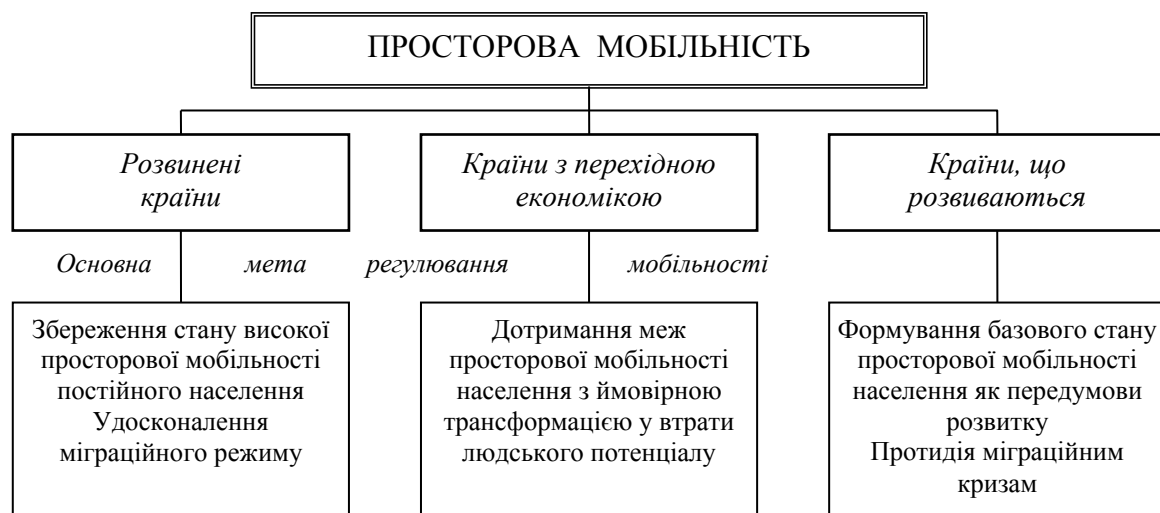 ПРОСТОРОВА МОБІЛЬНІСТЬ
Розвинені
країни
Країни з перехідною
економікою
Країни, що
розвиваються
Основна мета регулювання мобільності
Збереження стану високої
просторової мобільності
постійного населення
Удосконалення
міграційного режиму
Дотримання меж
просторової мобільності
населення з ймовірною
трансформацією у втрати
людського потенціалу
Формування базового стану
просторової мобільності
населення як передумови
розвитку
Протидія міграційним
кризам